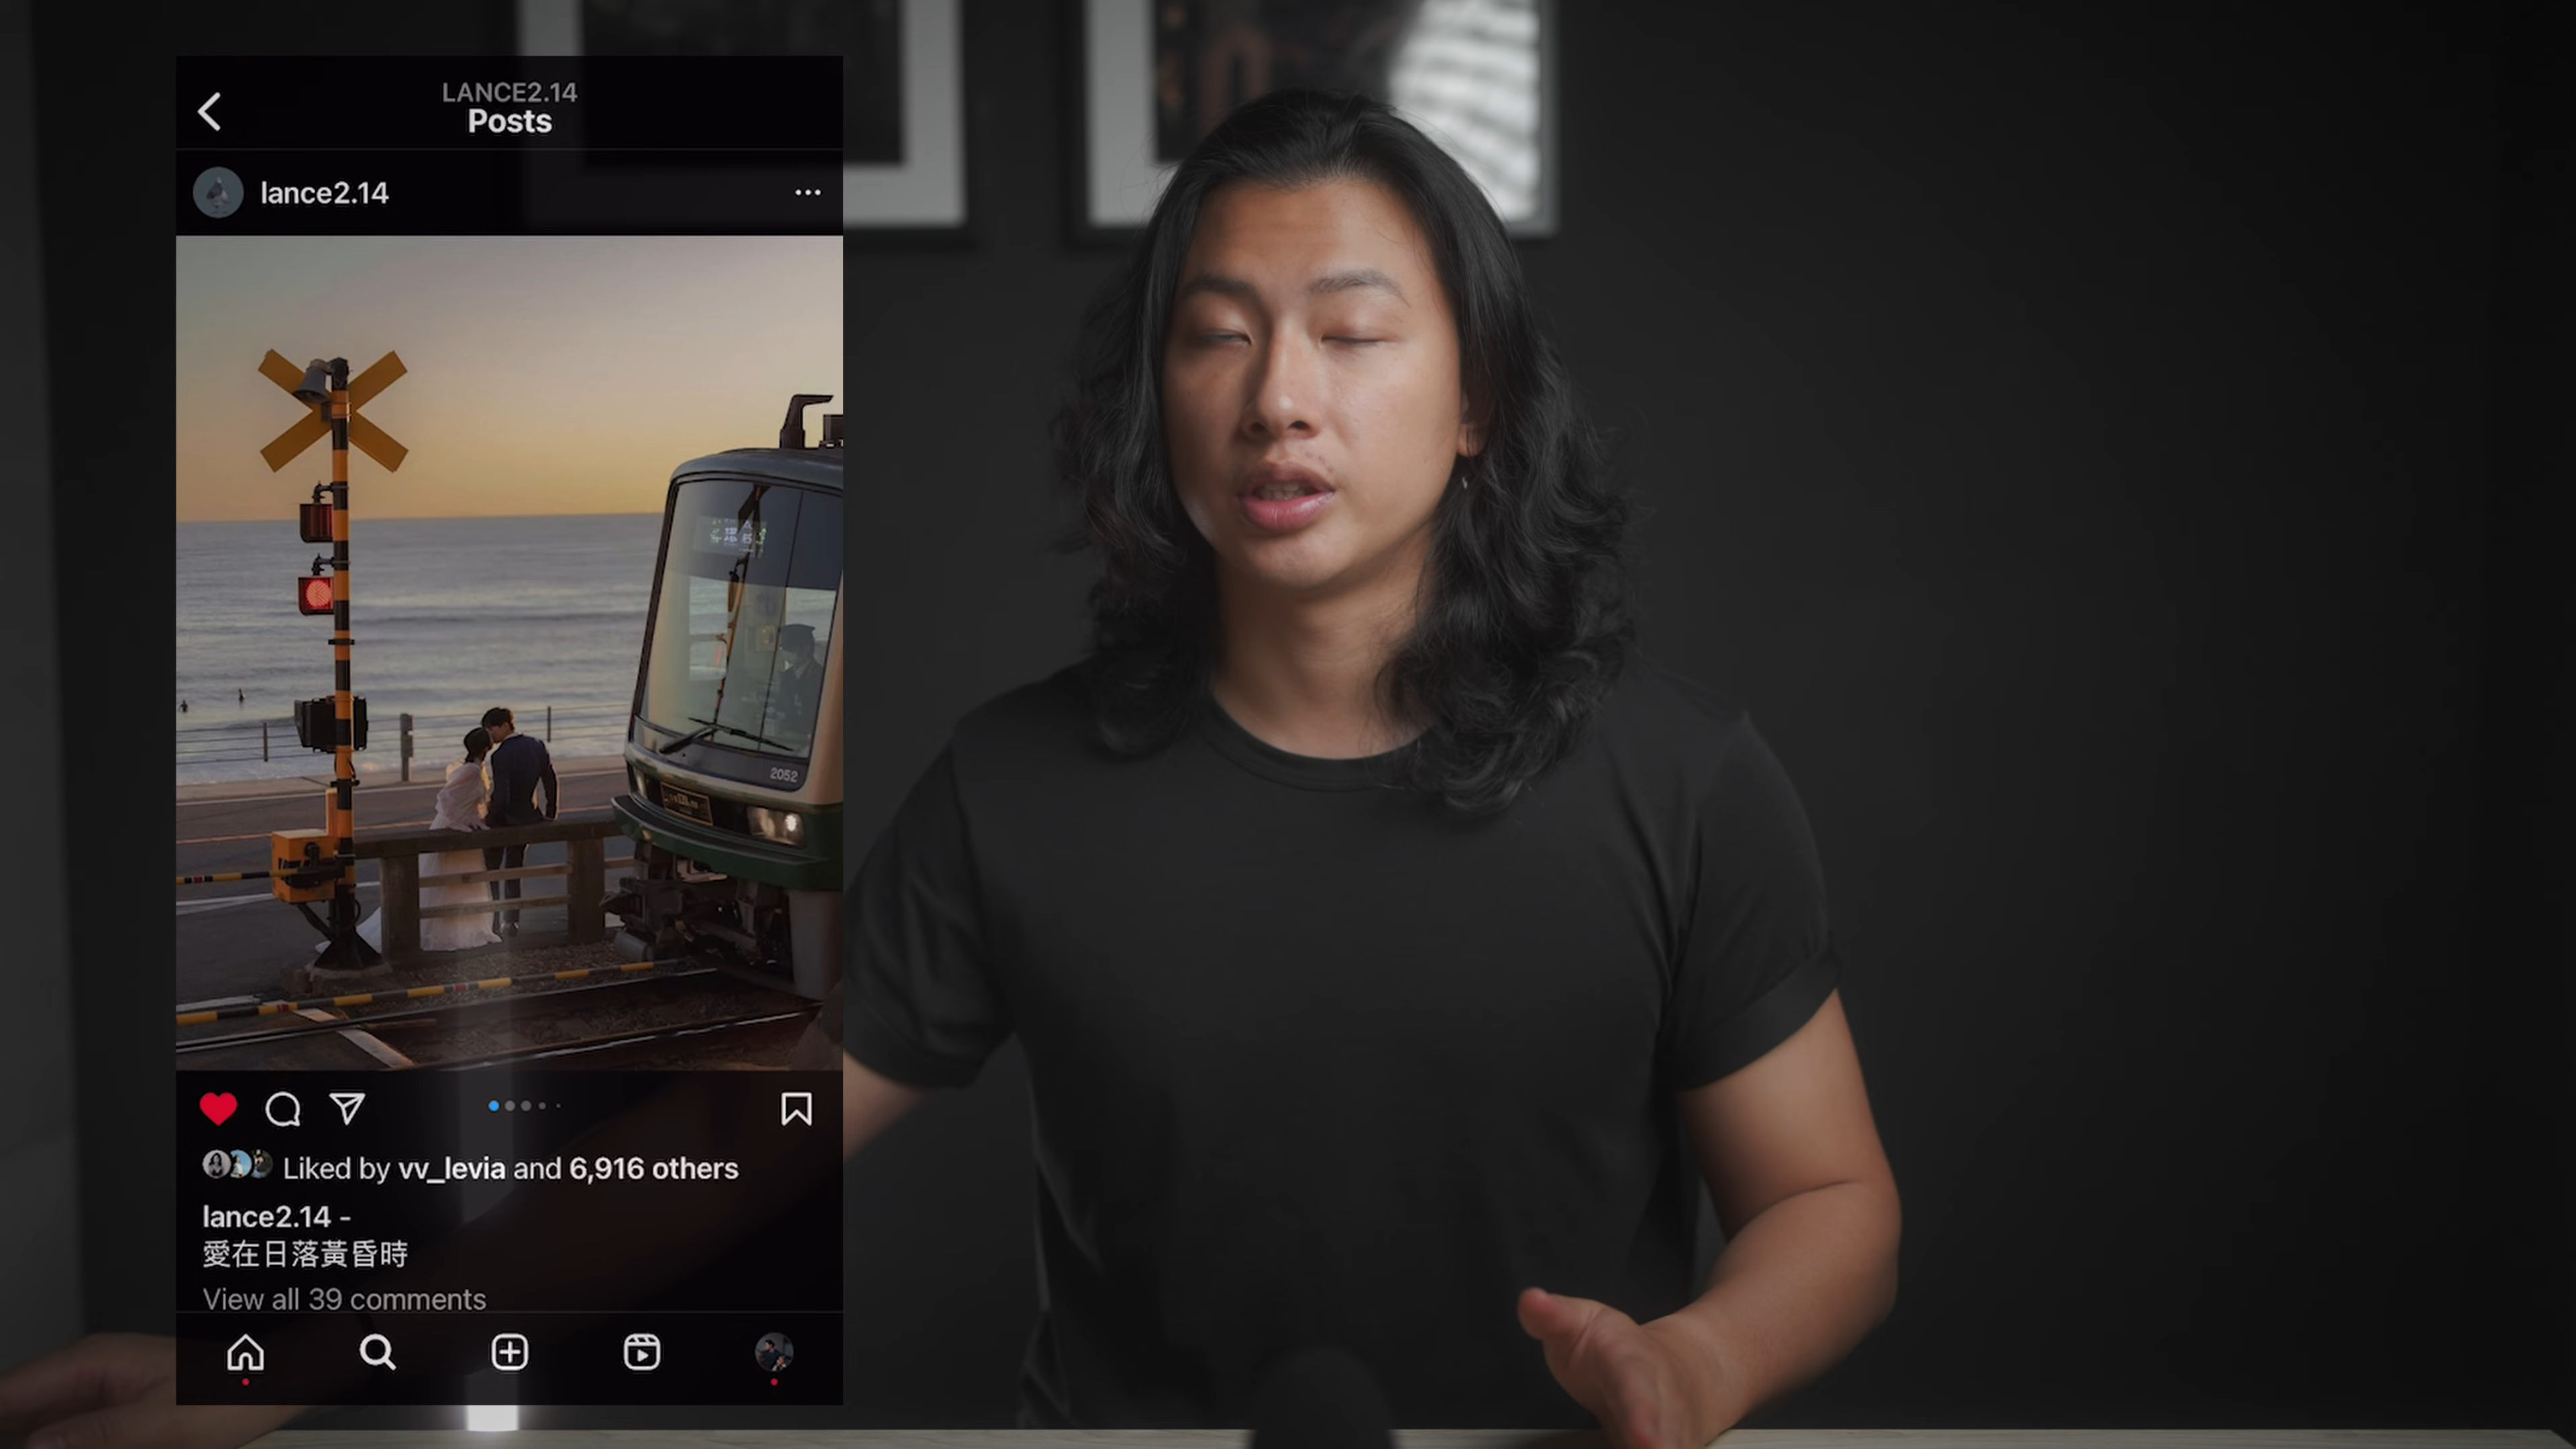 LANCE2.14
Posts
lance2.14
2052
Liked by vv_levia and 6,916 others
lance2.14 -
愛在日落黃昏時
View all 39 comments